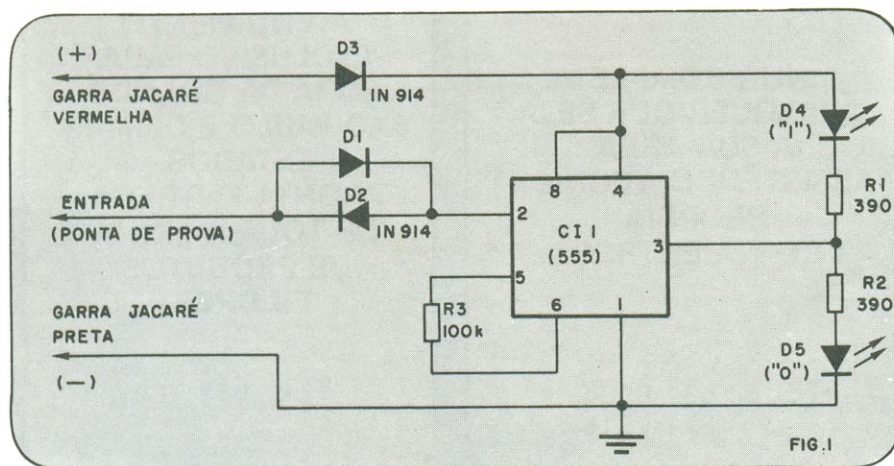 (+)
GARRA JACARÉ
VERMELHA
D3
IN 914
D1
D2
IN 914
ENTRADA
(PONTA DE PROVA)
GARRA JACARÉ
PRETA
(—)
8
4
2
CI 1
(555)
3
5
6
1
R3
100k
D4
("1")
R1
390
R2
390
D5
("0")
FIG.1